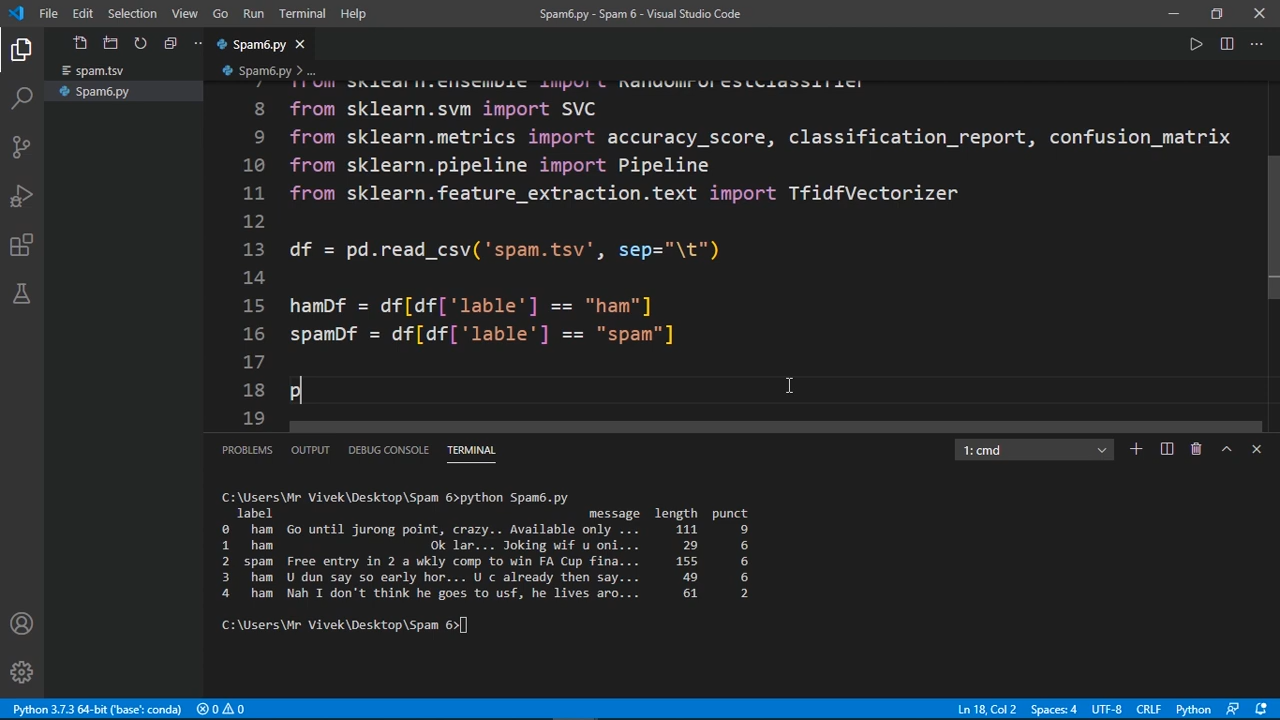 File Edit Selection View Go Run Terminal Help
Spam6.py - Spam 6 - Visual Studio Code
spam.tsv
Spam6.py
Spam6.py
Spam6.py > ...
7 from sklearn.ensemble import RandomForestClassifier
8 from sklearn.svm import SVC
9 from sklearn.metrics import accuracy_score, classification_report, confusion_matrix
10 from sklearn.pipeline import Pipeline
11 from sklearn.feature_extraction.text import TfidfVectorizer
12
13 df = pd.read_csv('spam.tsv', sep="\t")
14
15 hamDf = df[df['lable'] == "ham"]
16 spamDf = df[df['lable'] == "spam"]
17
18 p
19
PROBLEMS OUTPUT DEBUG CONSOLE TERMINAL
1: cmd
C:\Users\Mr Vivek\Desktop\Spam 6>python Spam6.py
label message length punct
0 ham Go until jurong point, crazy.. Available only ... 111 9
1 ham Ok lar... Joking wif u oni... 29 6
2 spam Free entry in 2 a wkly comp to win FA Cup fina... 155 6
3 ham U dun say so early hor... U c already then say... 49 6
4 ham Nah I don't think he goes to usf, he lives aro... 61 2
C:\Users\Mr Vivek\Desktop\Spam 6>
Python 3.7.3 64-bit ('base': conda) 0 0 Ln 18, Col 2 Spaces: 4 UTF-8 CRLF Python